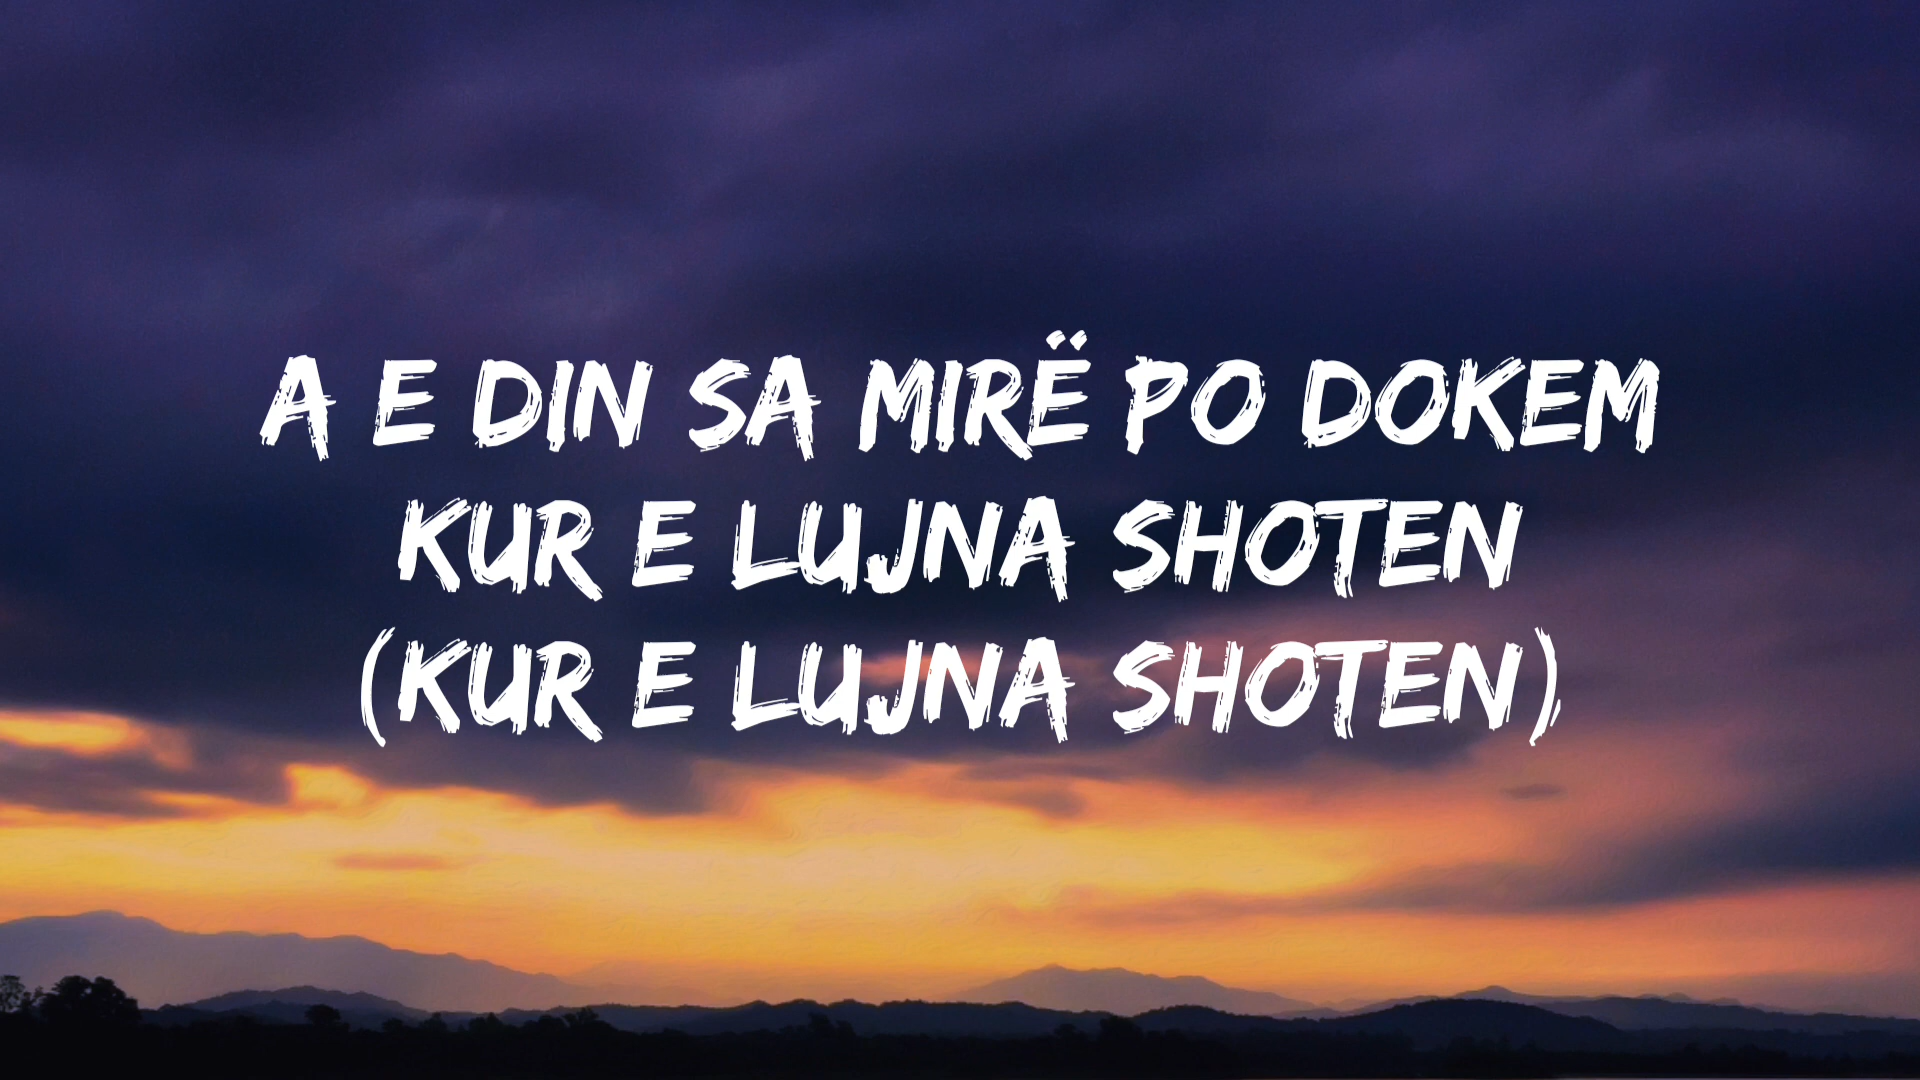 A E DIN SA MIRË PO DOKEM
KUR E LUJNA SHOTEN
(KUR E LUJNA SHOTEN)